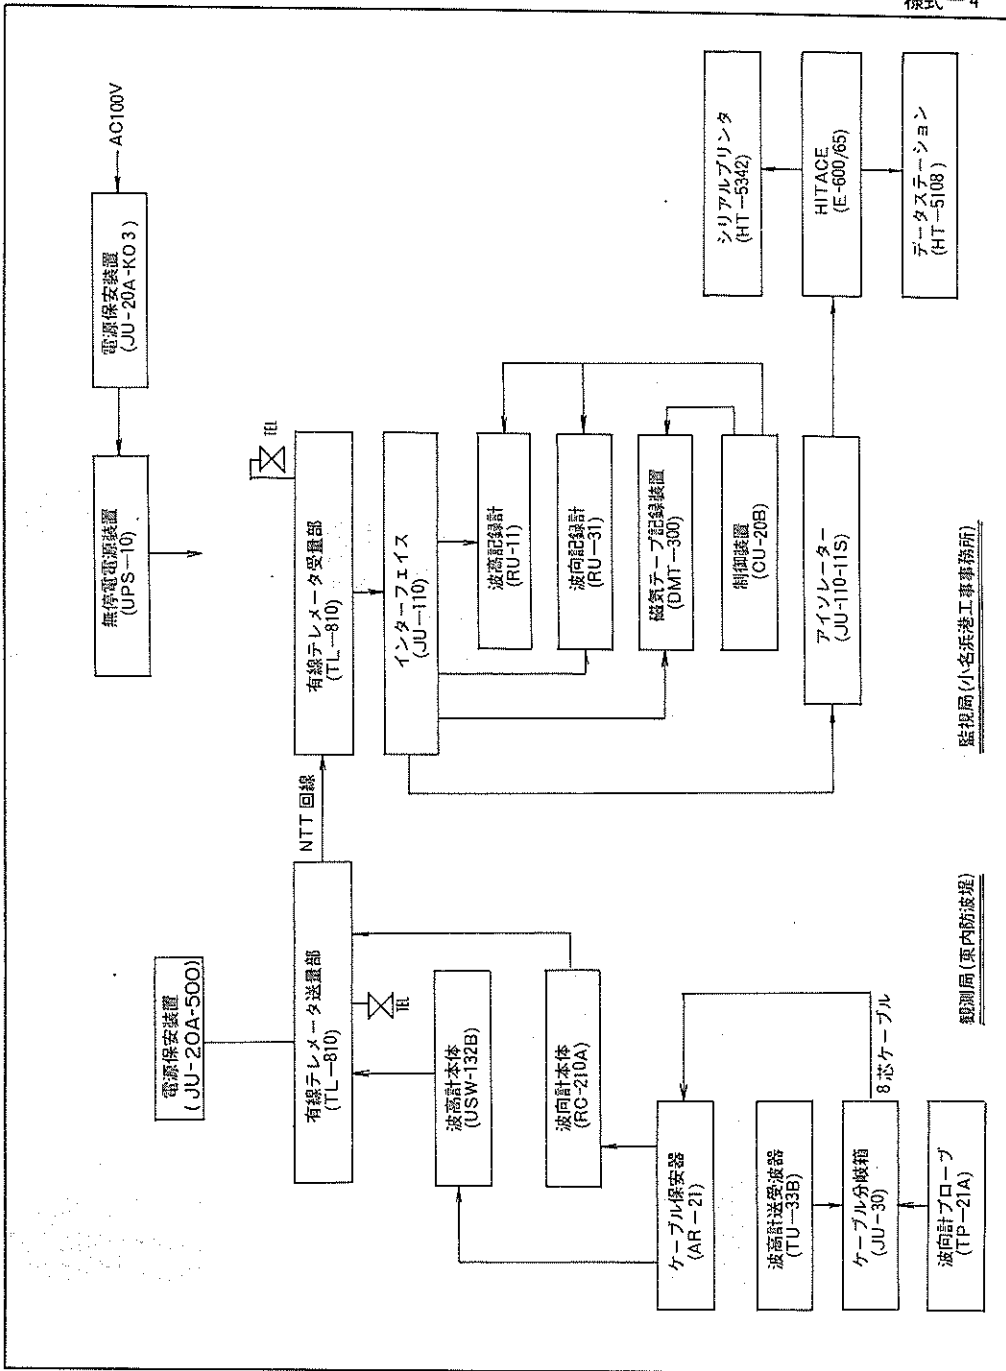 様式－4
電源保安装置
(JU-20A-500)
有線テレメータ送量部
(TL－810)
TEL
波高計本体
(USW-132B)
波向計本体
(RC-210A)
ケーブル保安器
(AR－21)
波高計送受波器
(TU－33B)
ケーブル分岐箱
(JU-30)
波向計プローブ
(TP－21A)
8芯ケーブル
観測局(東内防波堤)
NTT回線
AC100V
電源保安装置
(JU-20A-KO3)
無停電電源装置
(UPS－10)
TEL
有線テレメータ受量部
(TL－810)
インターフェイス
(JU－110)
波高記録計
(RU-11)
波向記録計
(RU－31)
磁気テープ記録装置
(DMT－300)
制御装置
(CU-20B)
アイソレーター
(JU-110-11S)
監視局(小名浜港工事事務所)
シリアルプリンタ
(HT－5342)
HITACE
(E-600/65)
データステーション
(HT－5108)